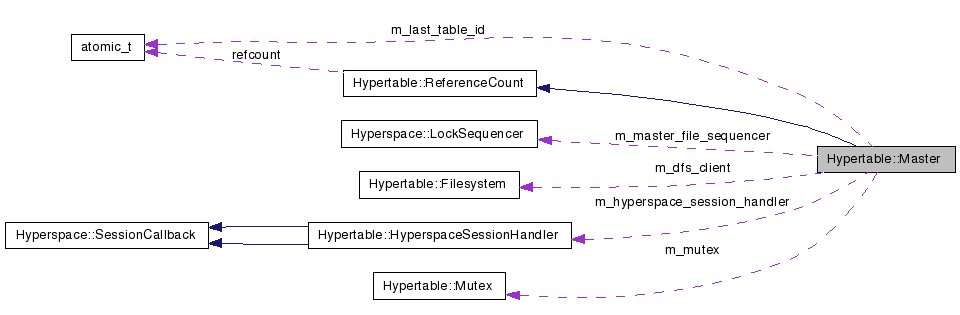 m_last_table_id
atomic_t
refcount
Hypertable::ReferenceCount
Hyperspace::LockSequencer
m_master_file_sequencer
Hypertable::Master
m_dfs_client
Hypertable::Filesystem
m_hyperspace_session_handler
Hyperspace::SessionCallback
Hypertable::HyperspaceSessionHandler
m_mutex
Hypertable::Mutex